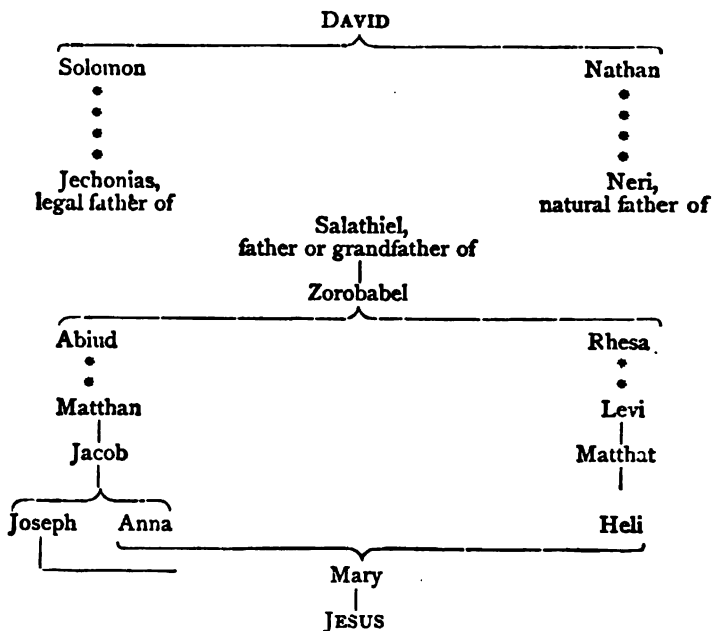 DAVID
Solomon Nathan
Jechonias, Neri,
legal father of natural father of
Salathiel,
father or grandfather of
Zorobabel
Abiud Rhesa
Matthan Levi
Jacob Matthat
Joseph Anna Heli
Mary
JESUS